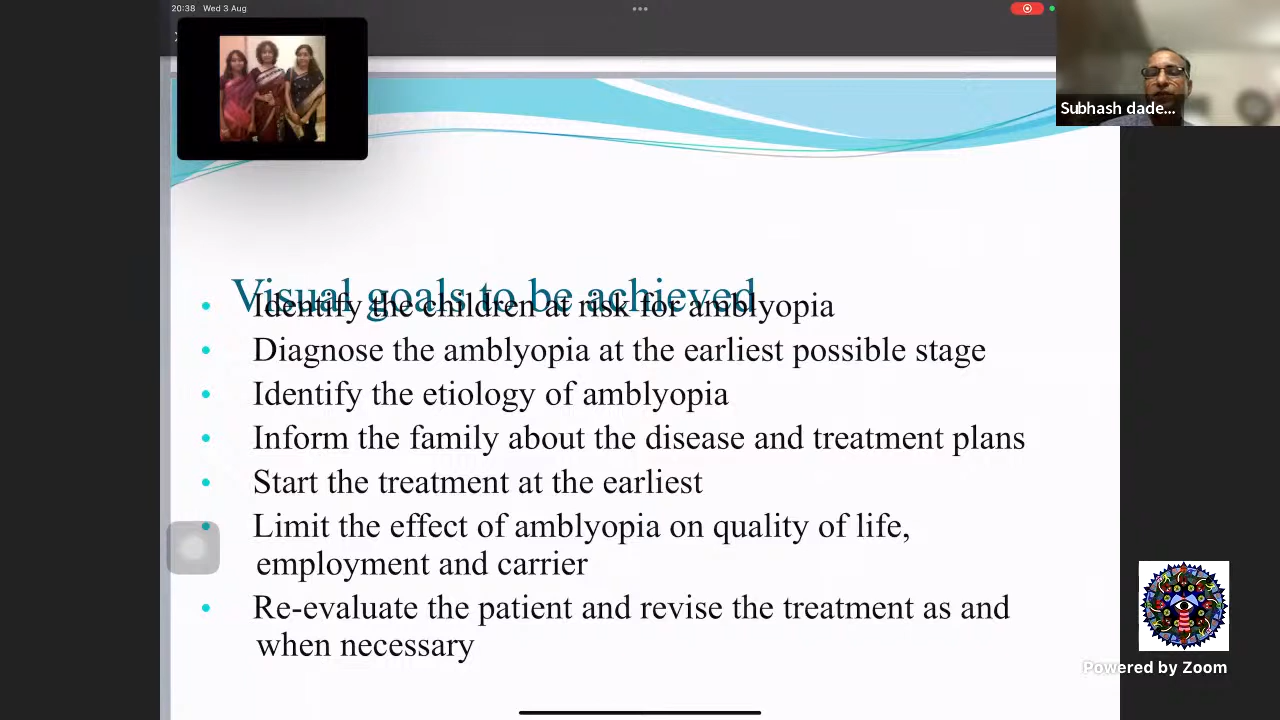 20:38 Wed 3 Aug
Subhash dade...
Visual goals to be achieved
• Identify the children at risk for amblyopia
• Diagnose the amblyopia at the earliest possible stage
• Identify the etiology of amblyopia
• Inform the family about the disease and treatment plans
• Start the treatment at the earliest
• Limit the effect of amblyopia on quality of life,
employment and carrier
• Re-evaluate the patient and revise the treatment as and
when necessary
Powered by Zoom